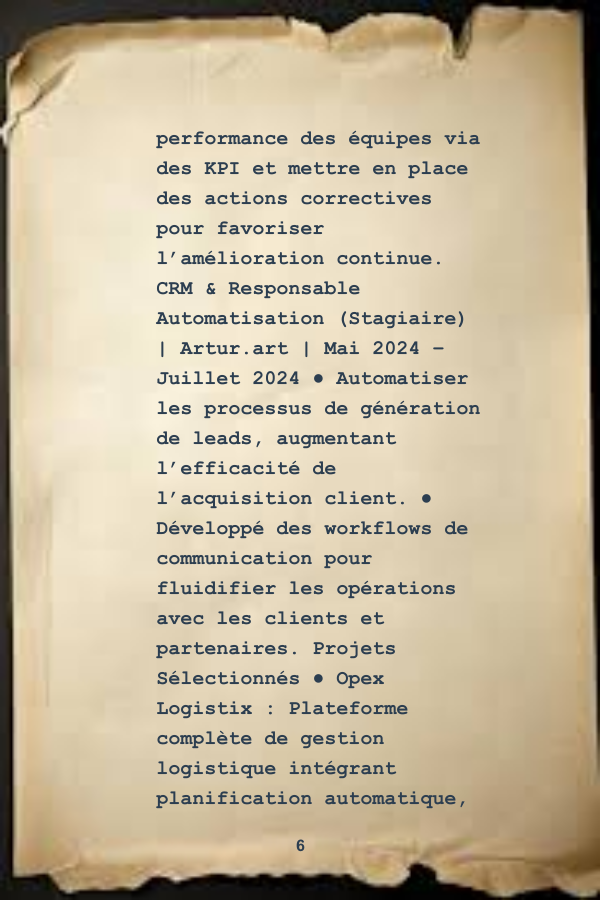 performance des équipes via
des KPI et mettre en place
des actions correctives
pour favoriser
l’amélioration continue.
CRM & Responsable
Automatisation (Stagiaire)
| Artur.art | Mai 2024 –
Juillet 2024 ● Automatiser
les processus de génération
de leads, augmentant
l’efficacité de
l’acquisition client. ●
Développé des workflows de
communication pour
fluidifier les opérations
avec les clients et
partenaires. Projets
Sélectionnés ● Opex
Logistix : Plateforme
complète de gestion
logistique intégrant
planification automatique,
6